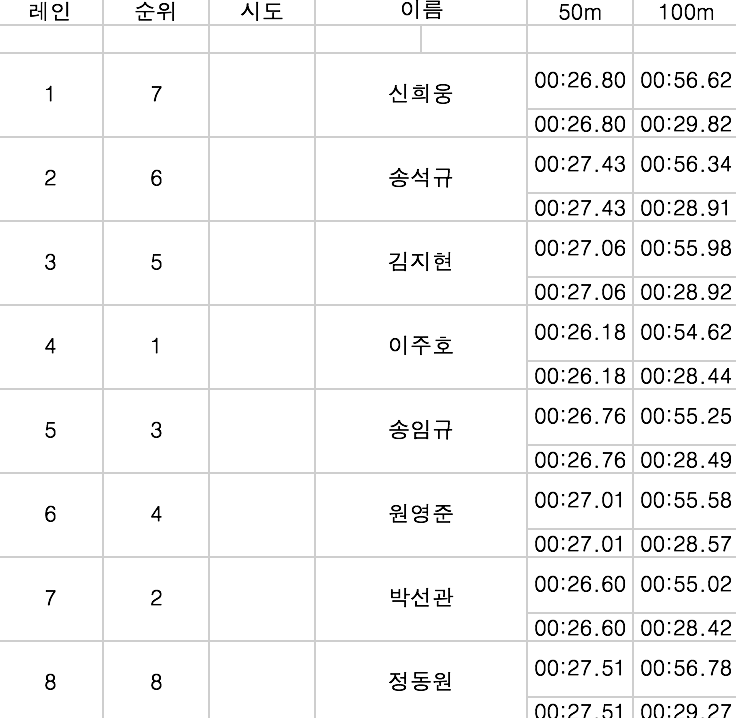 레인 순위 시도 이름 50m 100m
1 7 신희웅 00:26.80 00:56.62
00:26.80 00:29.82
2 6 송석규 00:27.43 00:56.34
00:27.43 00:28.91
3 5 김지현 00:27.06 00:55.98
00:27.06 00:28.92
4 1 이주호 00:26.18 00:54.62
00:26.18 00:28.44
5 3 송임규 00:26.76 00:55.25
00:26.76 00:28.49
6 4 원영준 00:27.01 00:55.58
00:27.01 00:28.57
7 2 박선관 00:26.60 00:55.02
00:26.60 00:28.42
8 8 정동원 00:27.51 00:56.78
00:27.51 00:29.27